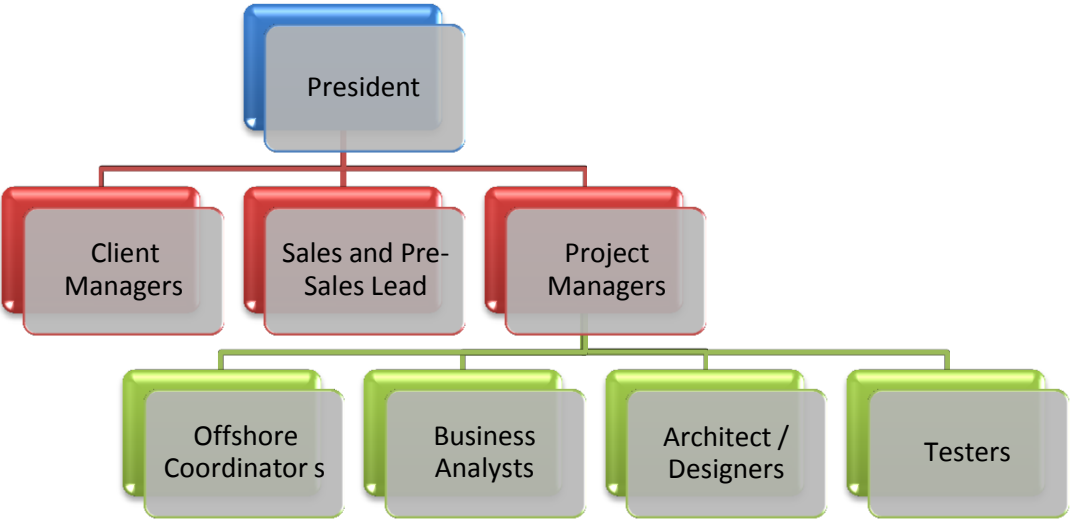 President
Client
Managers
Sales and Pre-
Sales Lead
Project
Managers
Offshore
Coordinator s
Business
Analysts
Architect /
Designers
Testers